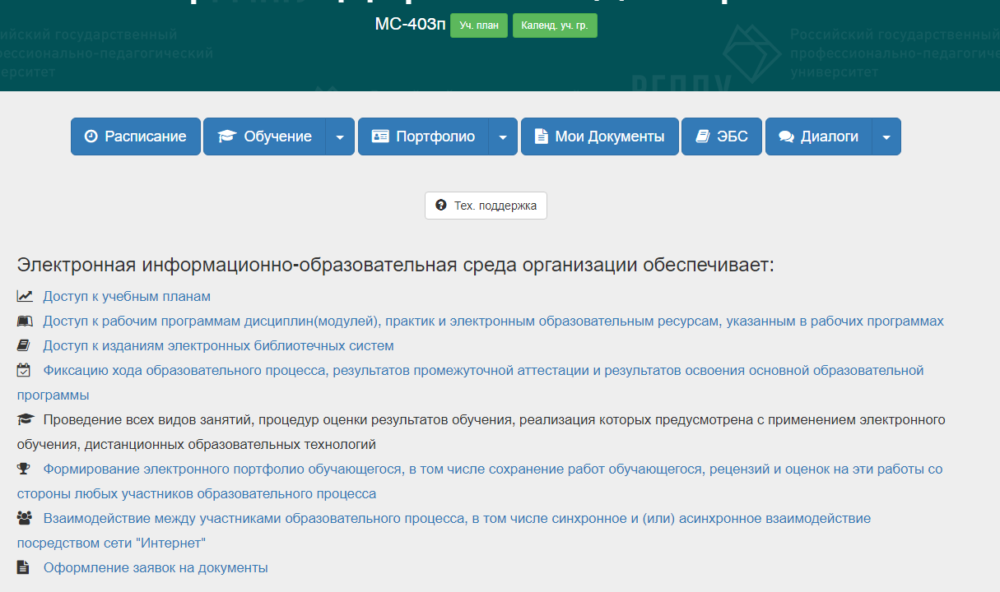 МС-403п Уч. план Календ. уч. гр.
ийский государственный
ессионально-педагогический
ерситет
Российский государственный
профессионально-педагогиче
университет
РГППУ
Расписание Обучение Портфолио Мои Документы ЭБС Диалоги
Тех. поддержка
Электронная информационно-образовательная среда организации обеспечивает:
Доступ к учебным планам
Доступ к рабочим программам дисциплин(модулей), практик и электронным образовательным ресурсам, указанным в рабочих программах
Доступ к изданиям электронных библиотечных систем
Фиксацию хода образовательного процесса, результатов промежуточной аттестации и результатов освоения основной образовательной
программы
Проведение всех видов занятий, процедур оценки результатов обучения, реализация которых предусмотрена с применением электронного
обучения, дистанционных образовательных технологий
Формирование электронного портфолио обучающегося, в том числе сохранение работ обучающегося, рецензий и оценок на эти работы со
стороны любых участников образовательного процесса
Взаимодействие между участниками образовательного процесса, в том числе синхронное и (или) асинхронное взаимодействие
посредством сети "Интернет"
Оформление заявок на документы